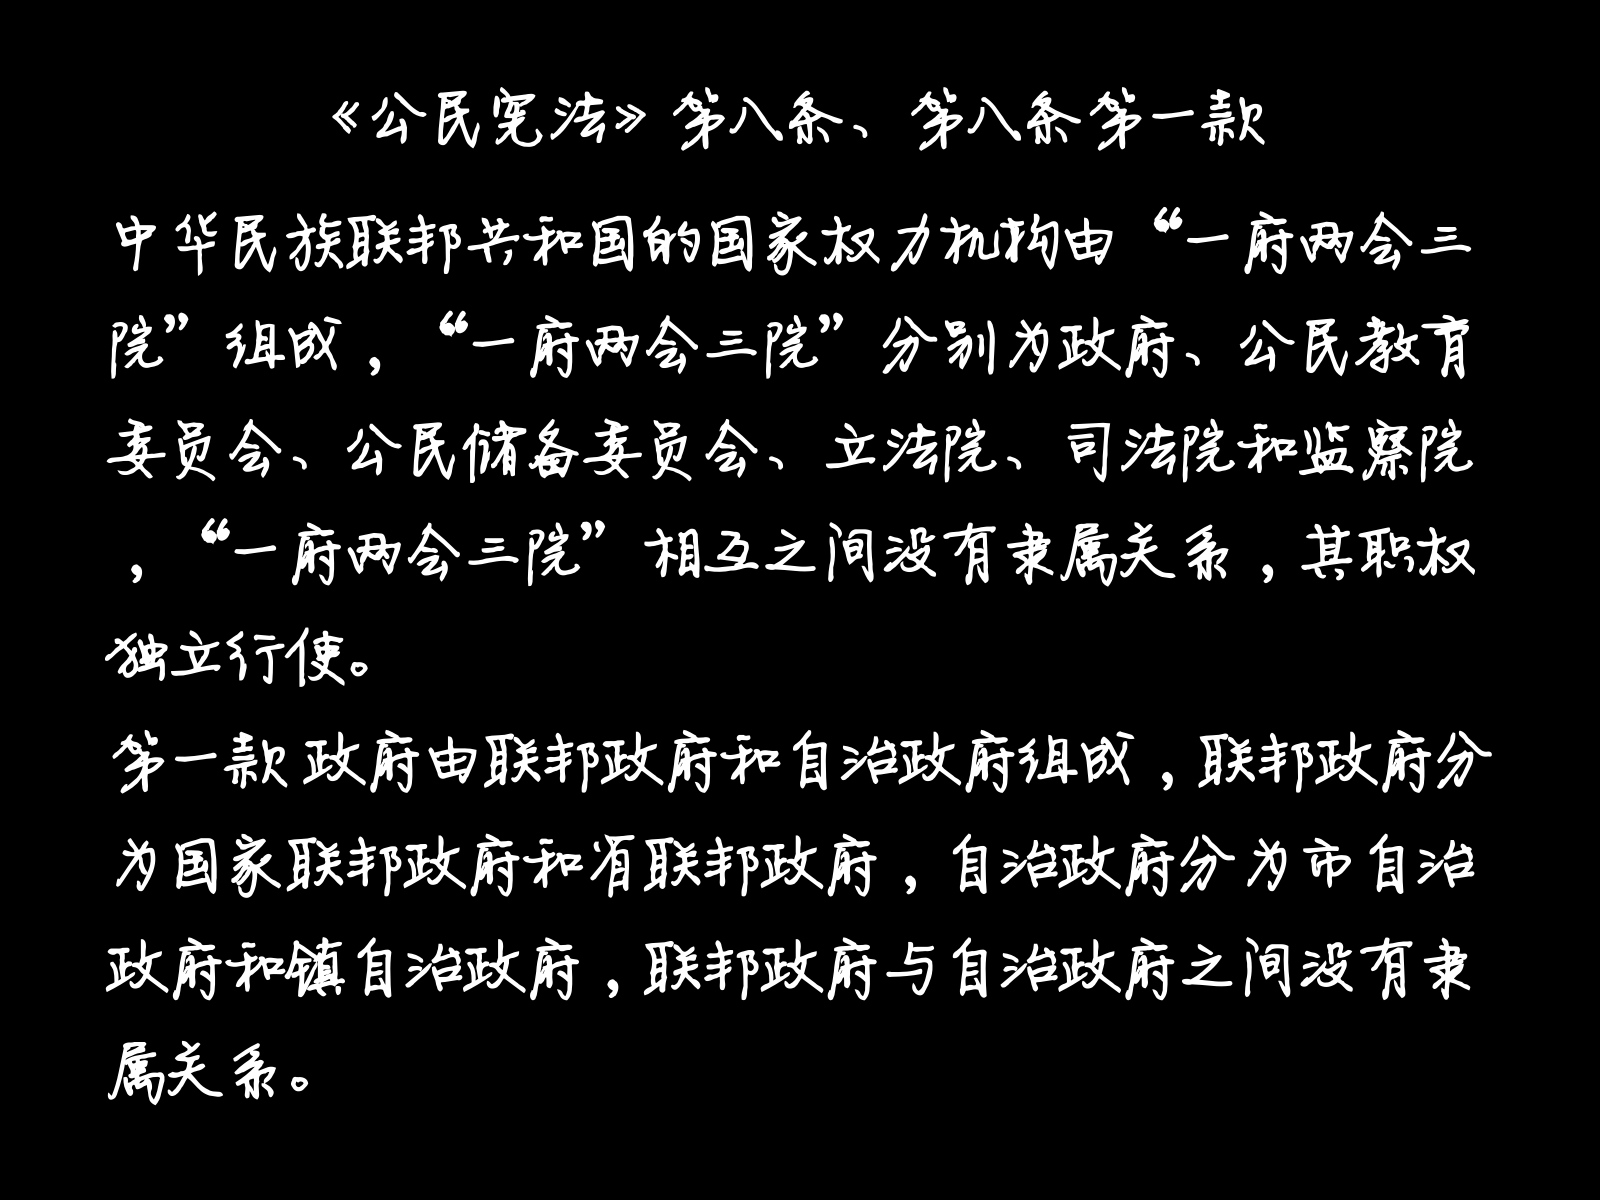 《公民宪法》第八条、第八条第一款
中华民族联邦共和国的国家权力机构由“一府两会三
院”组成，“一府两会三院”分别为政府、公民教育
委员会、公民储备委员会、立法院、司法院和监察院
，“一府两会三院”相互之间没有隶属关系，其职权
独立行使。
第一款政府由联邦政府和自治政府组成，联邦政府分
为国家联邦政府和省联邦政府，自治政府分为市自治
政府和镇自治政府，联邦政府与自治政府之间没有隶
属关系。